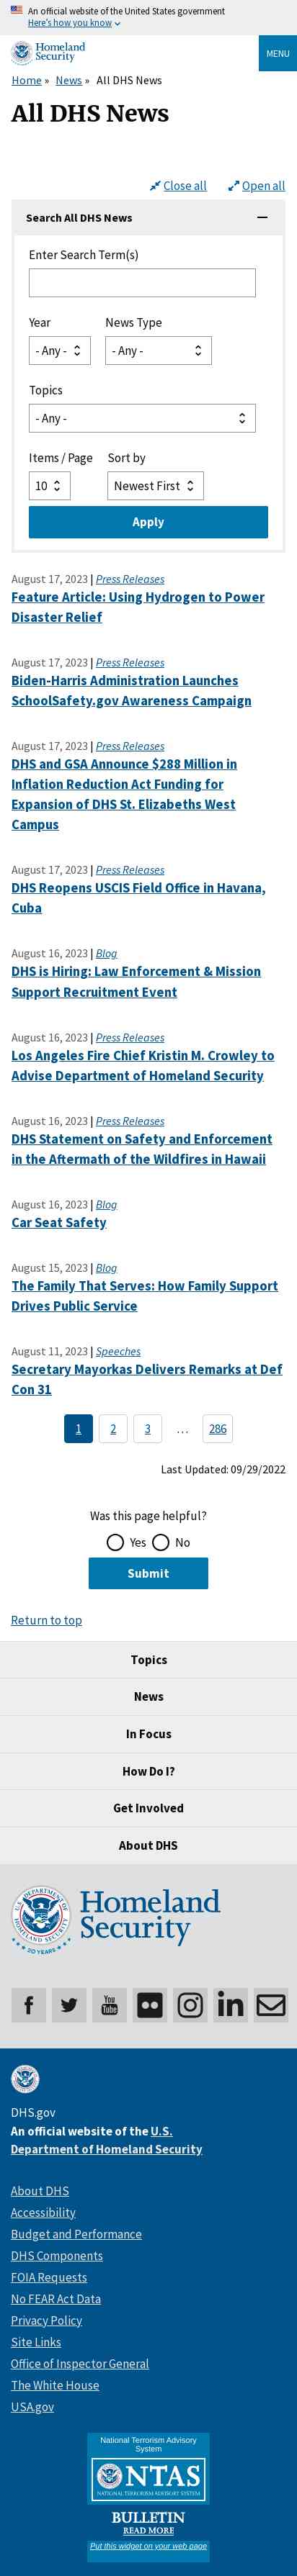 An official website of the United States government
Here's how you know
Homeland
Security
MENU
Home » News » All DHS News
All DHS News
Close all
Open all
Search All DHS News
Enter Search Term(s)
Year
News Type
- Any -
- Any -
Topics
- Any -
Items / Page
Sort by
10
Newest First
Apply
August 17, 2023 | Press Releases
Feature Article: Using Hydrogen to Power
Disaster Relief
August 17, 2023 | Press Releases
Biden-Harris Administration Launches
SchoolSafety.gov Awareness Campaign
August 17, 2023 | Press Releases
DHS and GSA Announce $288 Million in
Inflation Reduction Act Funding for
Expansion of DHS St. Elizabeths West
Campus
August 17, 2023 | Press Releases
DHS Reopens USCIS Field Office in Havana,
Cuba
August 16, 2023 | Blog
DHS is Hiring: Law Enforcement & Mission
Support Recruitment Event
August 16, 2023 | Press Releases
Los Angeles Fire Chief Kristin M. Crowley to
Advise Department of Homeland Security
August 16, 2023 | Press Releases
DHS Statement on Safety and Enforcement
in the Aftermath of the Wildfires in Hawaii
August 16, 2023 | Blog
Car Seat Safety
August 15, 2023 | Blog
The Family That Serves: How Family Support
Drives Public Service
August 11, 2023 | Speeches
Secretary Mayorkas Delivers Remarks at Def
Con 31
1 2 3 … 286
Last Updated: 09/29/2022
Was this page helpful?
Yes No
Submit
Return to top
Topics
News
In Focus
How Do I?
Get Involved
About DHS
Homeland
Security
20 YEARS
You
Tube
DHS.gov
An official website of the U.S.
Department of Homeland Security
About DHS
Accessibility
Budget and Performance
DHS Components
FOIA Requests
No FEAR Act Data
Privacy Policy
Site Links
Office of Inspector General
The White House
USA.gov
National Terrorism Advisory
System
NTAS
NATIONAL TERRORISM ADVISORY SYSTEM
BULLETIN
READ MORE
Put this widget on your web page